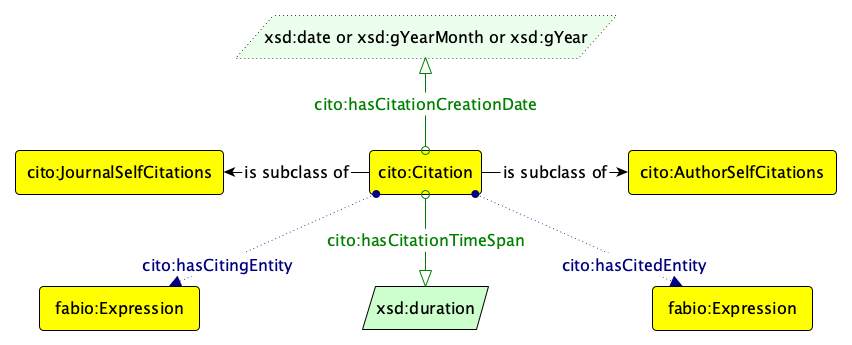 xsd:date or xsd:gYearMonth or xsd:gYear
cito:hasCitationCreationDate
cito:JournalSelfCitations
is subclass of
cito:Citation
is subclass of
cito:AuthorSelfCitations
cito:hasCitationTimeSpan
cito:hasCitingEntity
cito:hasCitedEntity
fabio:Expression
xsd:duration
fabio:Expression